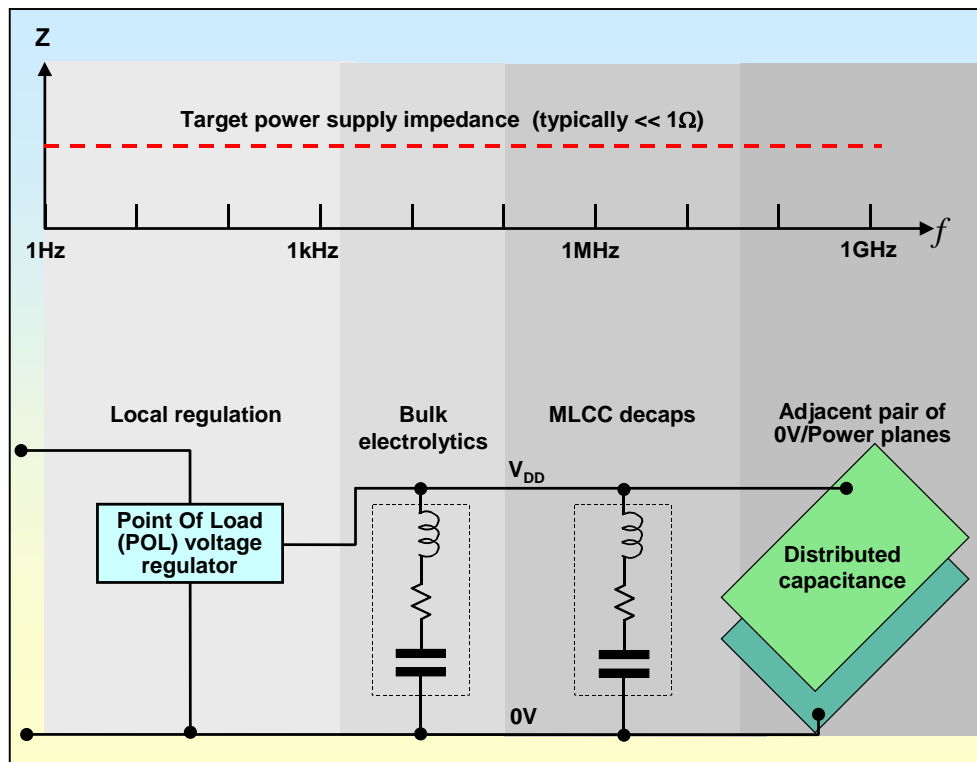 Z
Target power supply impedance (typically << 1Ω)
1Hz
1kHz
1MHz
1GHz
f
Local regulation
Bulk
electrolytics
MLCC decaps
Adjacent pair of
0V/Power planes
V_DD
Point Of Load
(POL) voltage
regulator
Distributed
capacitance
0V